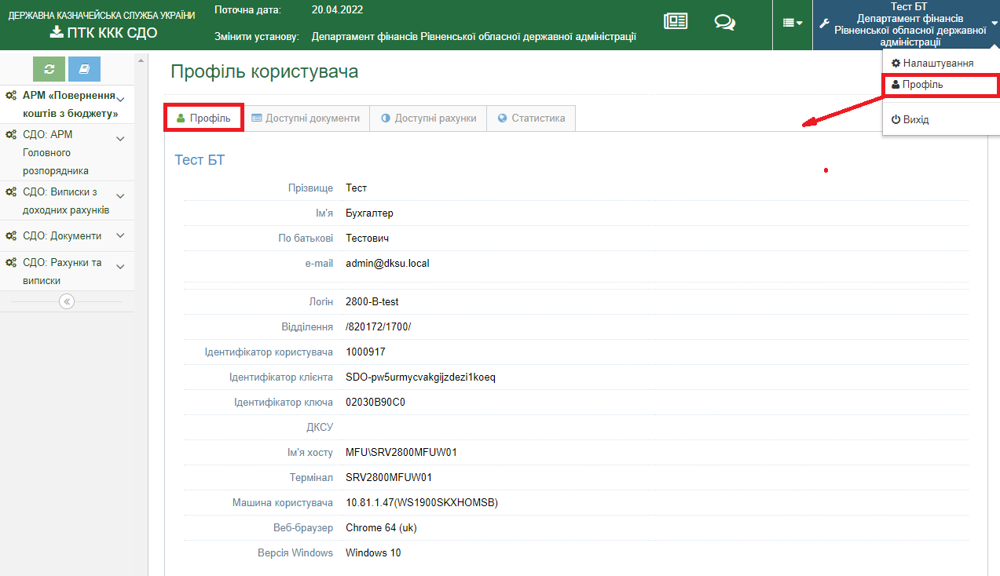 ДЕРЖАВНА КАЗНАЧЕЙСЬКА СЛУЖБА УКРАЇНИ
ПТК ККК СДО
Поточна дата: 20.04.2022
Змінити установу: Департамент фінансів Рівненської обласної державної адміністрації
Тест БТ
Департамент фінансів
Рівненської обласної державної
адміністрації
Налаштування
Профіль
Вихід
АРМ «Повернення
коштів з бюджету»
СДО: АРМ
Головного
розпорядника
СДО: Виписки з
доходних рахунків
СДО: Документи
СДО: Рахунки та
виписки
Профіль користувача
Профіль Доступні документи Доступні рахунки Статистика
Тест БТ
Прізвище Тест
Ім'я Бухгалтер
По батькові Тестович
e-mail admin@dksu.local
Логін 2800-B-test
Відділення /820172/1700/
Ідентифікатор користувача 1000917
Ідентифікатор клієнта SDO-pw5urmycvakgijzdezi1koeq
Ідентифікатор ключа 02030B90C0
ДКСУ
Ім'я хосту MFU\SRV2800MFUW01
Термінал SRV2800MFUW01
Машина користувача 10.81.1.47(WS1900SKXHOMSB)
Веб-браузер Chrome 64 (uk)
Версія Windows Windows 10